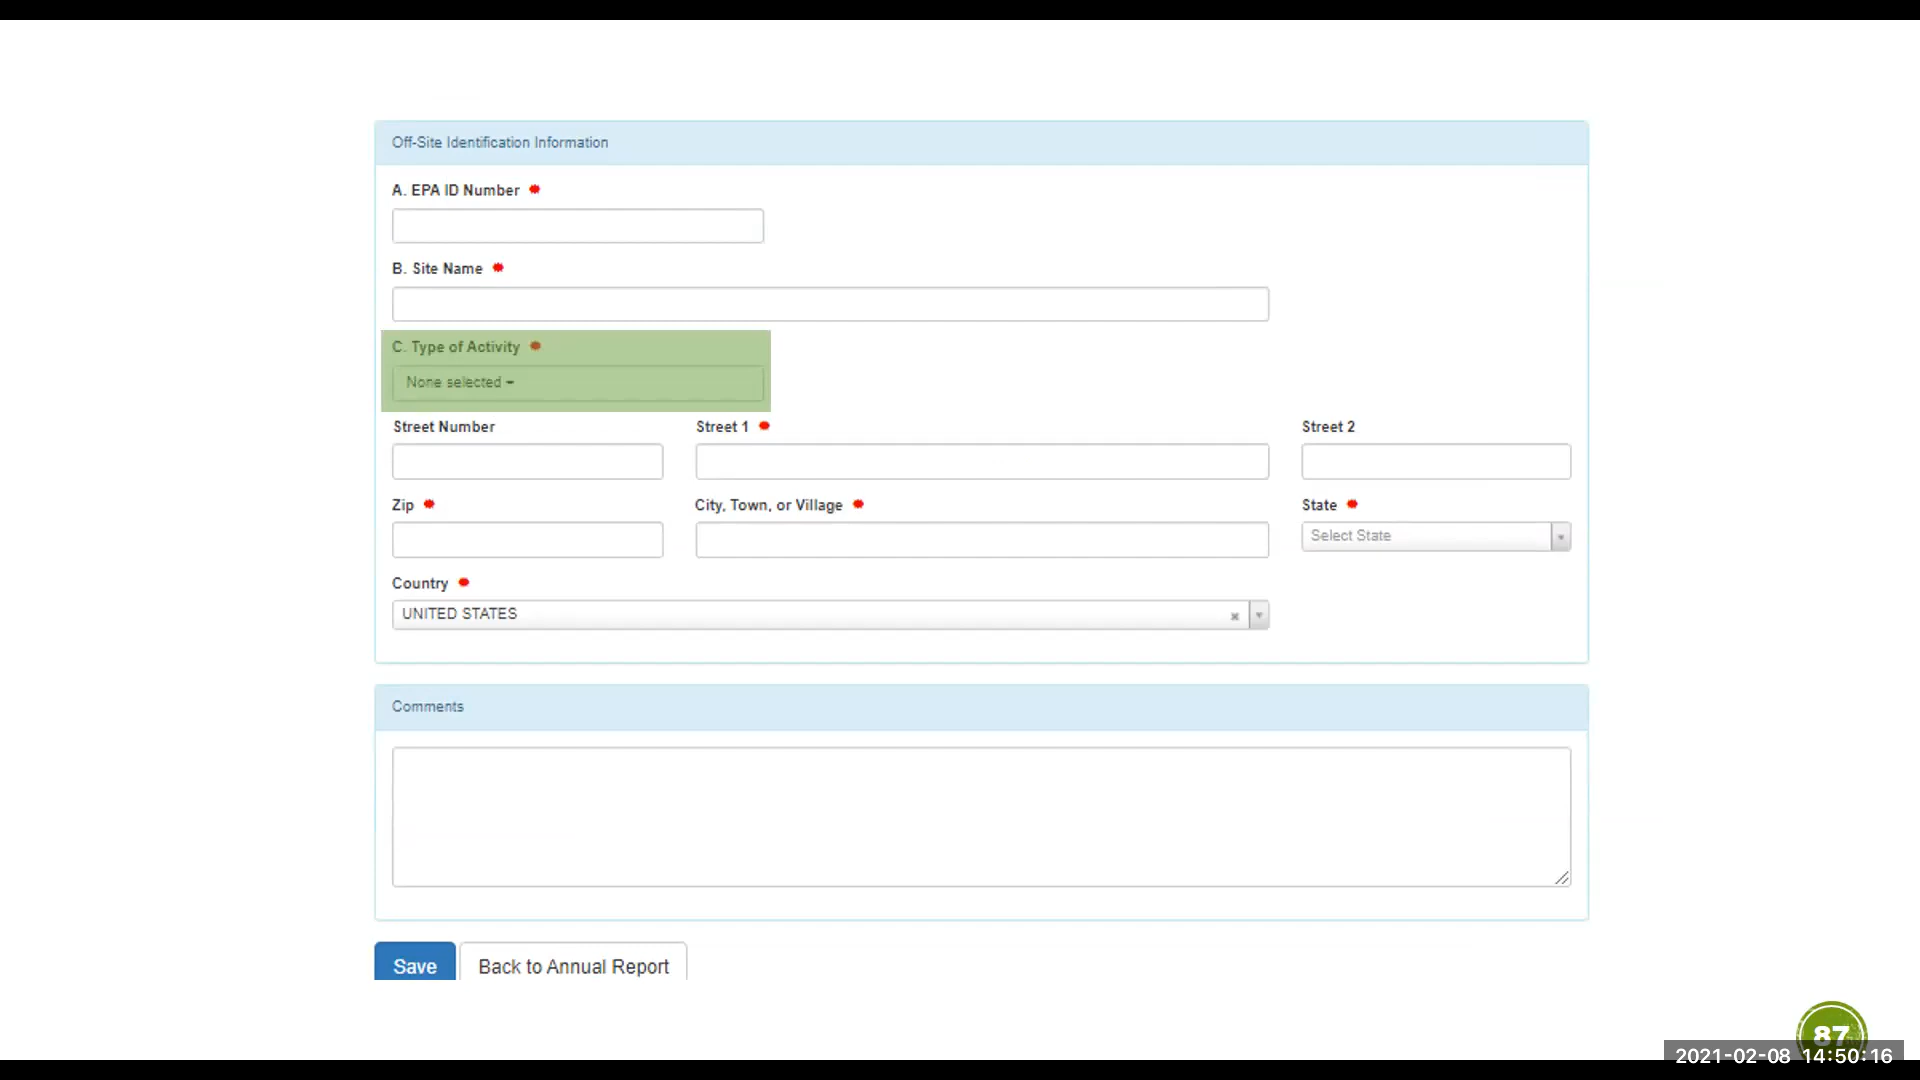 Off-Site Identification Information
A. EPA ID Number
B. Site Name
C. Type of Activity
None selected
Street Number Street 1 Street 2
Zip City, Town, or Village State
Select State
Country
UNITED STATES
Comments
Save Back to Annual Report
87
2021-02-08 14:50:16